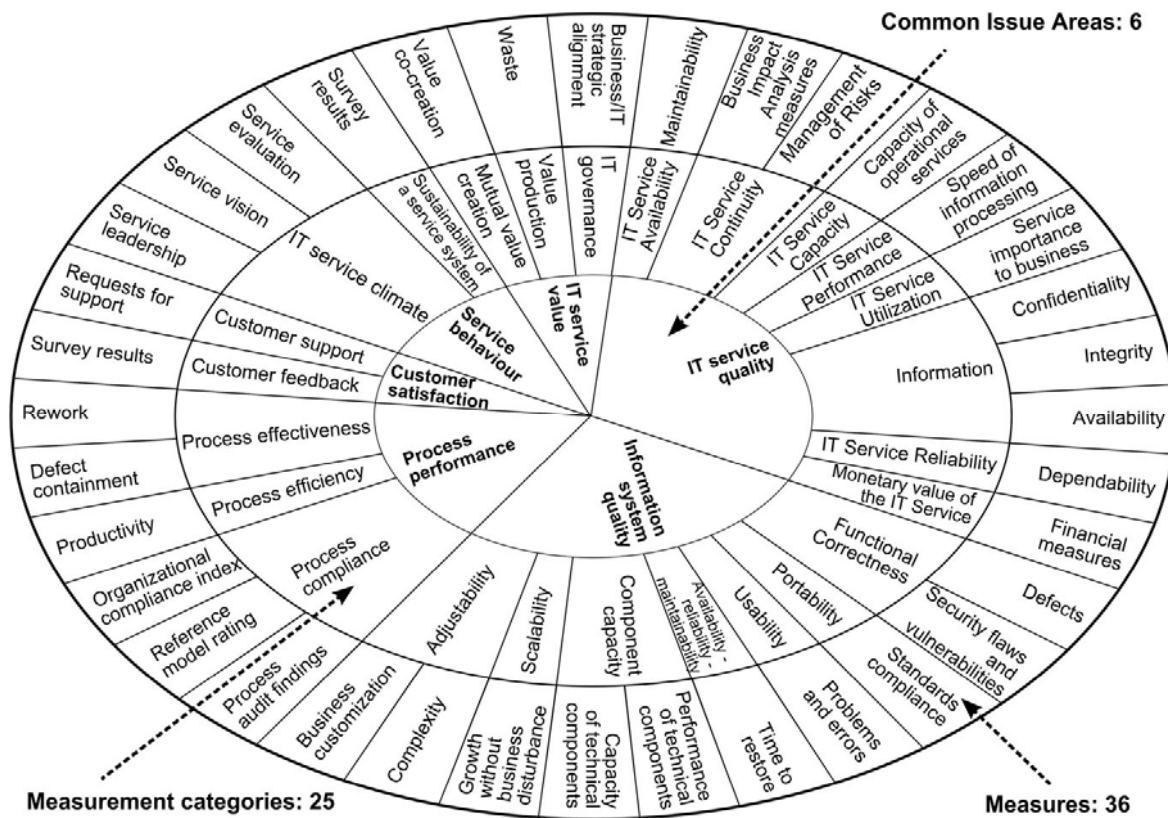 Common Issue Areas: 6
Measurement categories: 25
Measures: 36
IT service
quality
Information
system
quality
Process
performance
Customer
satisfaction
Service
behaviour
IT service
value
IT Service
Availability
IT Service
Continuity
IT Service
Capacity
IT Service
Performance
IT Service
Utilization
Information
IT Service Reliability
Monetary value of
the IT Service
Functional
Correctness
Portability
Usability
Availability -
reliability -
maintainability
Component
capacity
Scalability
Adjustability
Process
compliance
Process efficiency
Process effectiveness
Customer feedback
Customer support
IT service climate
Sustainability of
a service system
Mutual value
creation
Value
production
IT
governance
Business/IT
strategic
alignment
Maintainability
Business
Impact
Analysis
measures
Management
of Risks
Capacity of
operational
services
Speed of
information
processing
Service
importance
to business
Confidentiality
Integrity
Availability
Dependability
Financial
measures
Defects
Security flaws
and
vulnerabilities
Standards
compliance
Problems
and errors
Time to
restore
Performance
of technical
components
Capacity
of technical
components
Growth
without
business
disturbance
Complexity
Business
customization
Process
audit findings
Reference
model rating
Organizational
compliance index
Productivity
Defect
containment
Rework
Survey results
Requests for
support
Service
leadership
Service vision
Service
evaluation
Survey
results
Value
co-creation
Waste